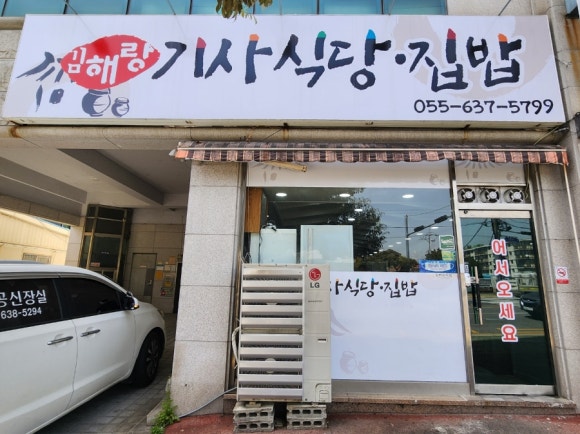 김해랑 기사식당·집밥
055-637-5799
LG
사식당·집밥
어서오세요
공신장실
638-5294